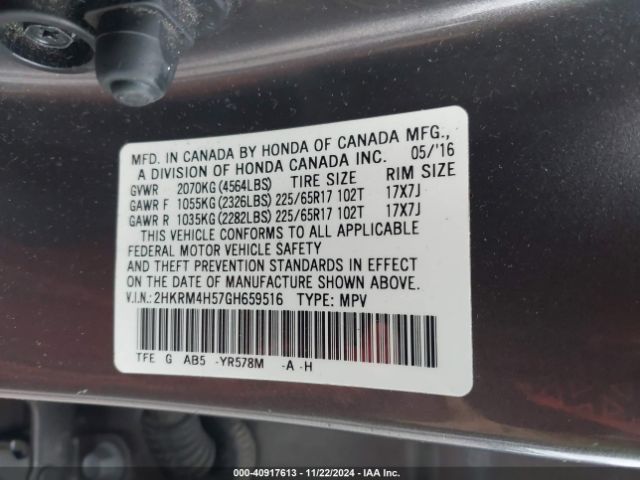 MFD. IN CANADA BY HONDA OF CANADA MFG.,
A DIVISION OF HONDA CANADA INC. 05/'16
GVWR 2070KG(4564LBS) TIRE SIZE RIM SIZE
GAWR F 1055KG(2326LBS) 225/65R17 102T 17X7J
GAWR R 1035KG(2282LBS) 225/65R17 102T 17X7J
THIS VEHICLE CONFORMS TO ALL APPLICABLE
FEDERAL MOTOR VEHICLE SAFETY
AND THEFT PREVENTION STANDARDS IN EFFECT
ON THE DATE OF MANUFACTURE SHOWN ABOVE.
V.I.N.: 2HKRM4H57GH659516 TYPE: MPV
TFE G AB5 -YR578M -A -H
000-40917613 - 11/22/2024 - IAA Inc.